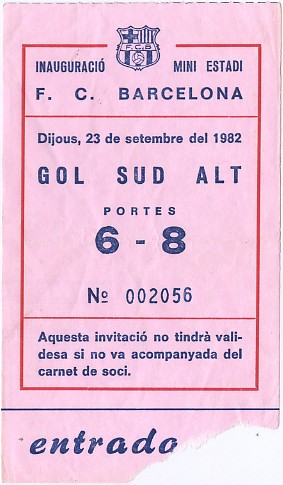 F C B
INAUGURACIÓ MINI ESTADI
F. C. BARCELONA
Dijous, 23 de setembre del 1982
GOL SUD ALT
PORTES
6 - 8
Nº 002056
Aquesta invitació no tindrà vali-
desa si no va acompanyada del
carnet de soci.
entrada